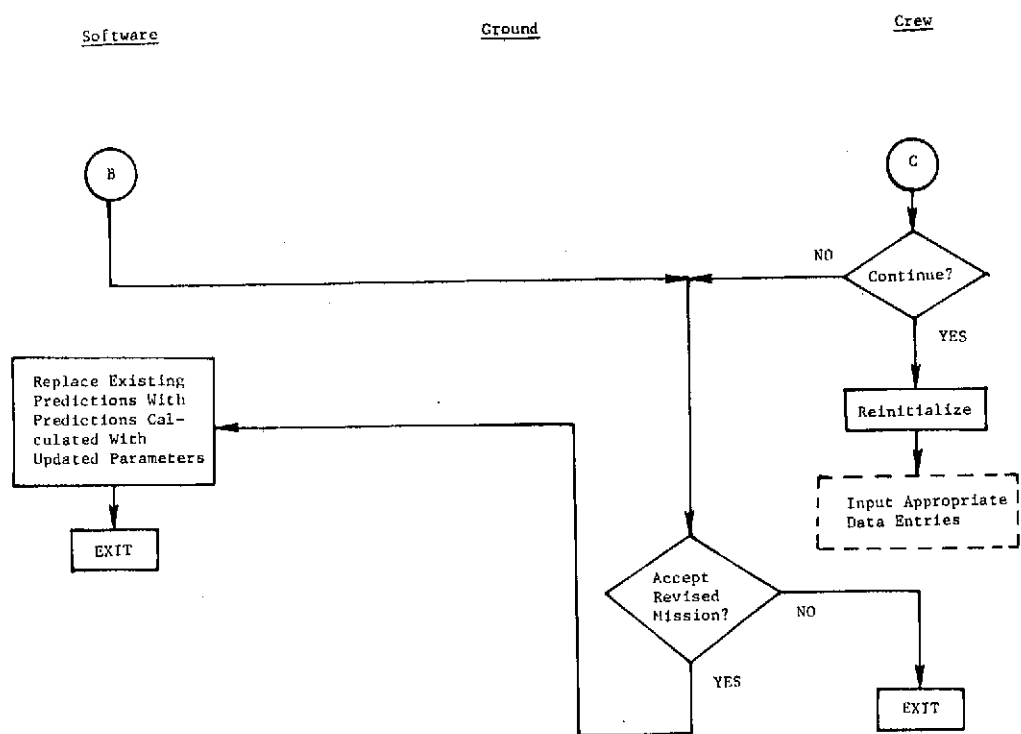 Software
Ground
Crew
B
C
NO
Continue?
YES
Replace Existing
Predictions With
Predictions Cal-
culated With
Updated Parameters
Reinitialize
Input Appropriate
Data Entries
EXIT
Accept
Revised
Mission?
NO
YES
EXIT